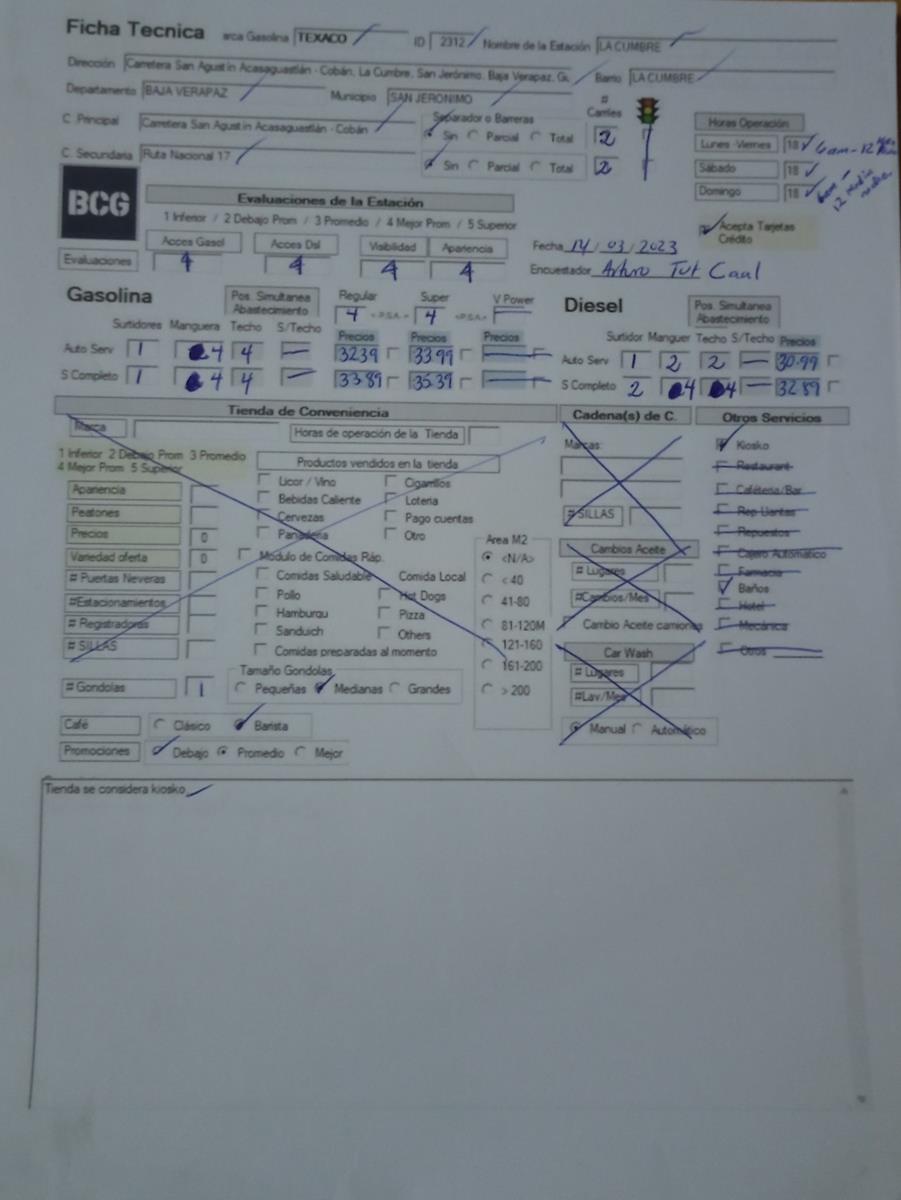 Ficha Tecnica arca Gasolina TEXACO ID 2312 Nombre de la Estación LA CUMBRE
Dirección Carretera San Agustín Acasaguastlán - Cobán, La Cumbre, San Jerónimo, Baja Verapaz, Gu Barrio LA CUMBRE
Departamento BAJA VERAPAZ Municipio SAN JERONIMO
# Carriles
Separador o Barreras
C. Principal Carretera San Agustín Acasaguastlán - Cobán Sin Parcial Total 2
C. Secundaria Ruta Nacional 17 Sin Parcial Total 2
Horas Operación
Lunes -Viernes 18 6am - 12
Sábado 18
Domingo 18 6am - 12 media noche
BCG
Evaluaciones de la Estación
1 Inferior / 2 Debajo Prom / 3 Promedio / 4 Mejor Prom / 5 Superior
Acces Gasol Acces Dsl Visibilidad Apariencia
Evaluaciones 4 4 4 4
Acepta Tarjetas Crédito
Fecha 14/03/2023
Encuestador Arturo Tut Caal
Gasolina Pos. Simultanea Abastecimiento Regular Super V Power
4 <-P.S.A.-> 4 <-P.S.A.->
Surtidores Manguera Techo S/Techo Precios Precios Precios
Auto Serv 1 4 4 — 32.39 33.99 —
S Completo 1 4 4 — 33.89 35.39 —
Diesel Pos. Simultanea Abastecimiento
Surtidor Manguer Techo S/Techo Precios
Auto Serv 1 2 2 — 30.99
S Completo 2 4 4 — 32.89
Tienda de Conveniencia
Marca Horas de operación de la Tienda
1 Inferior 2 Debajo Prom 3 Promedio
4 Mejor Prom 5 Superior
Apariencia
Peatones
Precios 0
Variedad oferta 0
# Puertas Neveras
#Estacionamientos
# Registradoras
# SILLAS
# Gondolas 1
Productos vendidos en la tienda
Licor / Vino Cigarrillos
Bebidas Caliente Loteria
Cervezas Pago cuentas
Panaderia Otro
Modulo de Comidas Ráp.
Comidas Saludable Comida Local
Pollo Hot Dogs
Hamburgu Pizza
Sanduich Others
Comidas preparadas al momento
Area M2
<N/A>
< 40
41-80
81-120M
121-160
161-200
> 200
Tamaño Gondolas
Pequeñas Medianas Grandes
Café Clásico Barista
Promociones Debajo Promedio Mejor
Cadena(s) de C.
Marcas:
# SILLAS
Cambios Aceite
# Lugares
#Cambios/Mes
Cambio Aceite camiones
Car Wash
# Lugares
#Lav/Mes
Manual Automático
Otros Servicios
Kiosko
Restaurant
Caféteria/Bar
Rep Llantas
Repuestos
Cajero Automático
Farmacia
Baños
Hotel
Mecánica
Otros
Tienda se considera kiosko